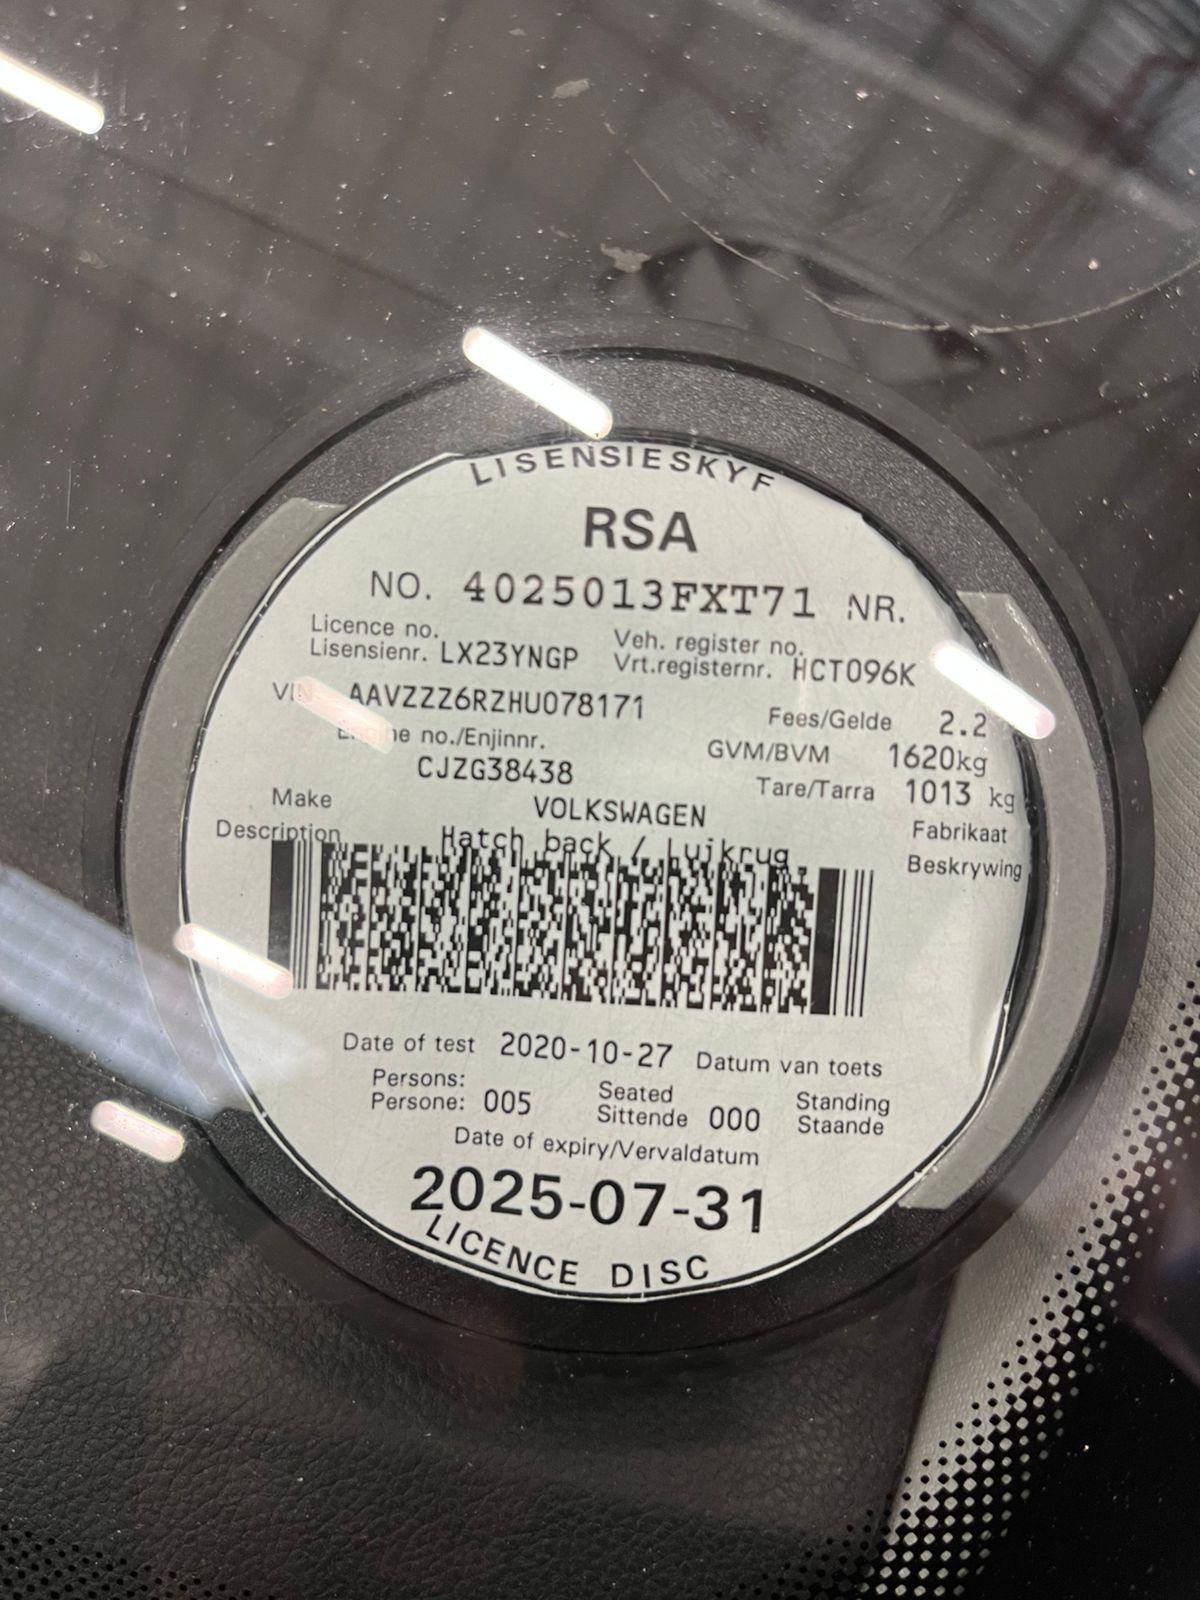 LISENSIESKYF
RSA
NO. 4025013FXT71 NR.
Licence no. Veh. register no.
Lisensienr. LX23YNGP Vrt.registernr. HCT096K
VIN AAVZZZ6RZHU078171 Fees/Gelde 2.2
Engine no./Enjinnr. GVM/BVM 1620kg
CJZG38438 Tare/Tarra 1013 kg
Make VOLKSWAGEN Fabrikaat
Description Hatch back / Luikrug Beskrywing
Date of test 2020-10-27 Datum van toets
Persons: Seated Standing
Persone: 005 Sittende 000 Staande
Date of expiry/Vervaldatum
2025-07-31
LICENCE DISC